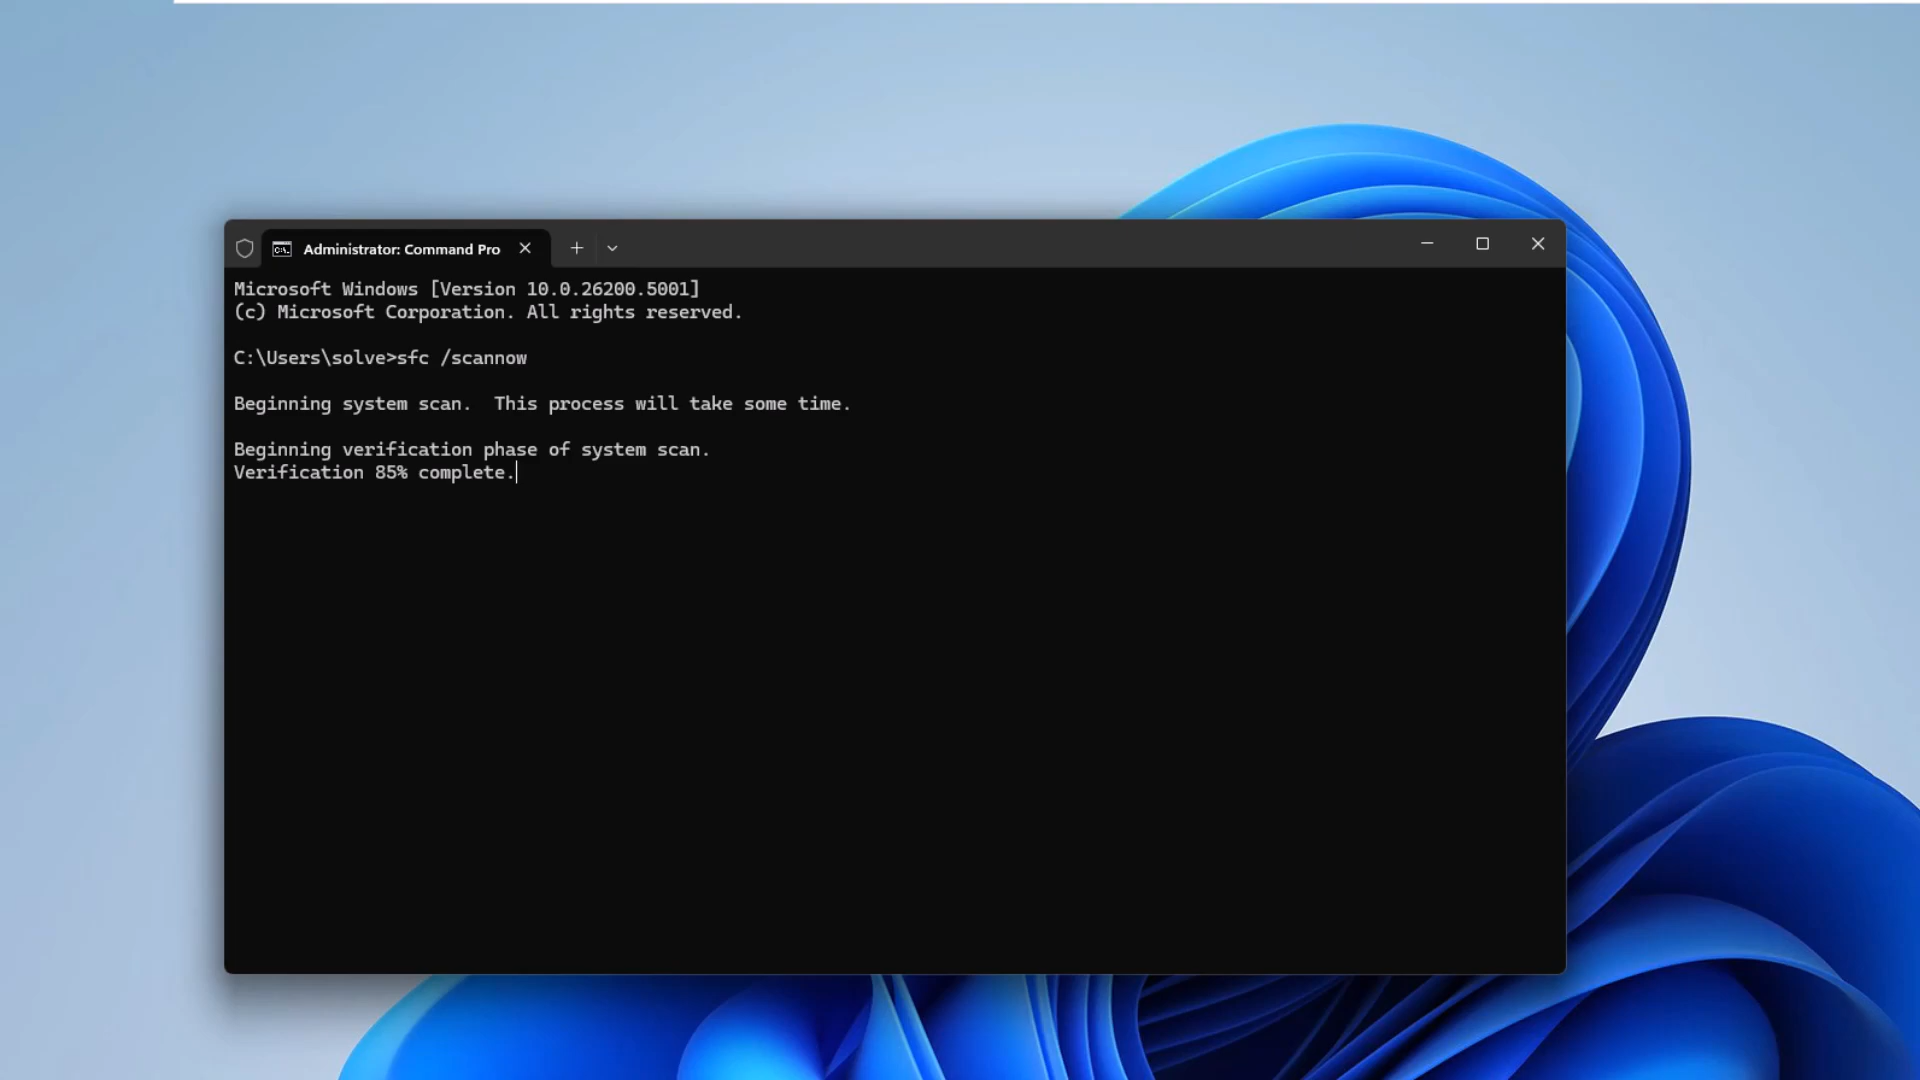 Administrator: Command Pro
Microsoft Windows [Version 10.0.26200.5001]
(c) Microsoft Corporation. All rights reserved.
C:\Users\solve>sfc /scannow
Beginning system scan.  This process will take some time.
Beginning verification phase of system scan.
Verification 85% complete.